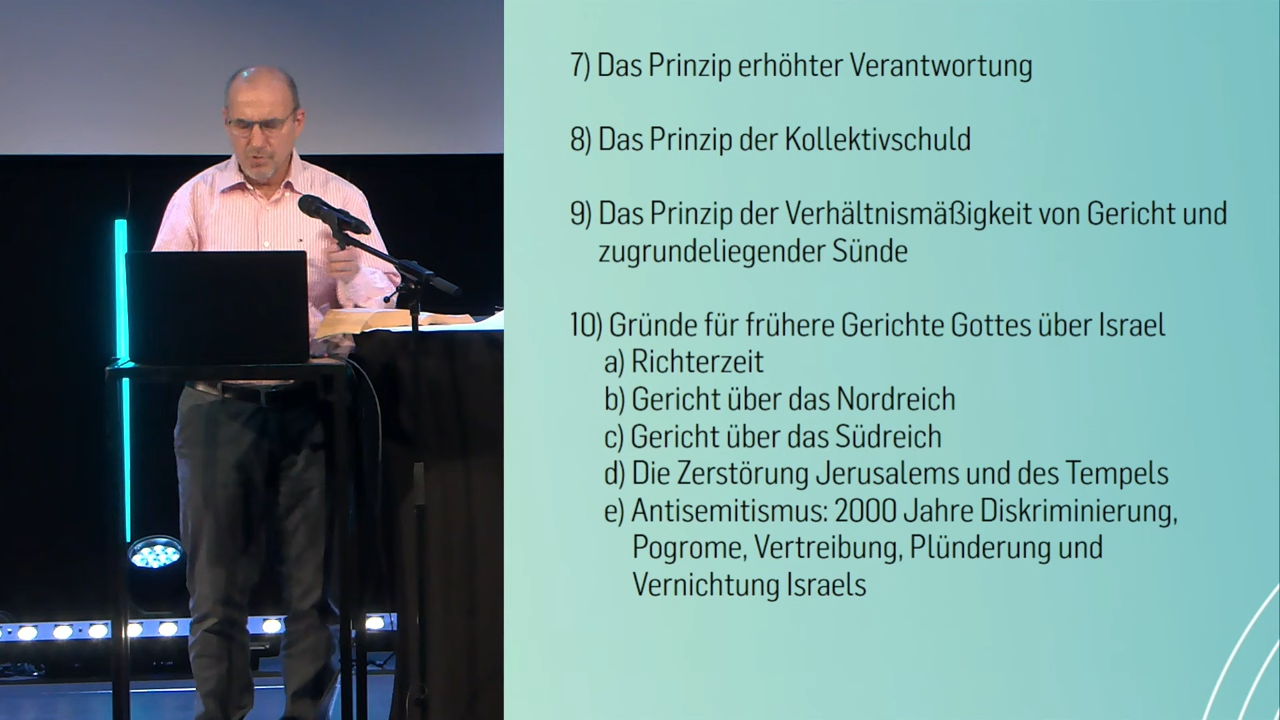 7) Das Prinzip erhöhter Verantwortung
8) Das Prinzip der Kollektivschuld
9) Das Prinzip der Verhältnismäßigkeit von Gericht und
zugrundeliegender Sünde
10) Gründe für frühere Gerichte Gottes über Israel
a) Richterzeit
b) Gericht über das Nordreich
c) Gericht über das Südreich
d) Die Zerstörung Jerusalems und des Tempels
e) Antisemitismus: 2000 Jahre Diskriminierung,
Pogrome, Vertreibung, Plünderung und
Vernichtung Israels